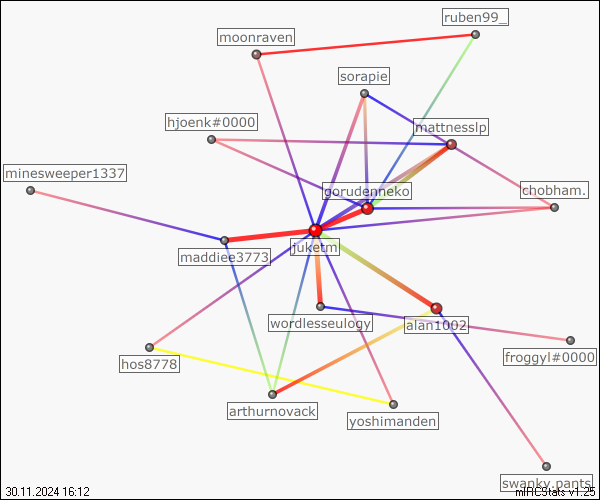 ruben99_
moonraven
sorapie
hjoenk#0000
mattnesslp
minesweeper1337
gorudenneko
chobham.
juketm
maddiee3773
wordlesseulogy
alan1002
froggyl#0000
hos8778
arthurnovack
yoshimanden
swanky.pants
30.11.2024 16:12
mIRCStats v1.25